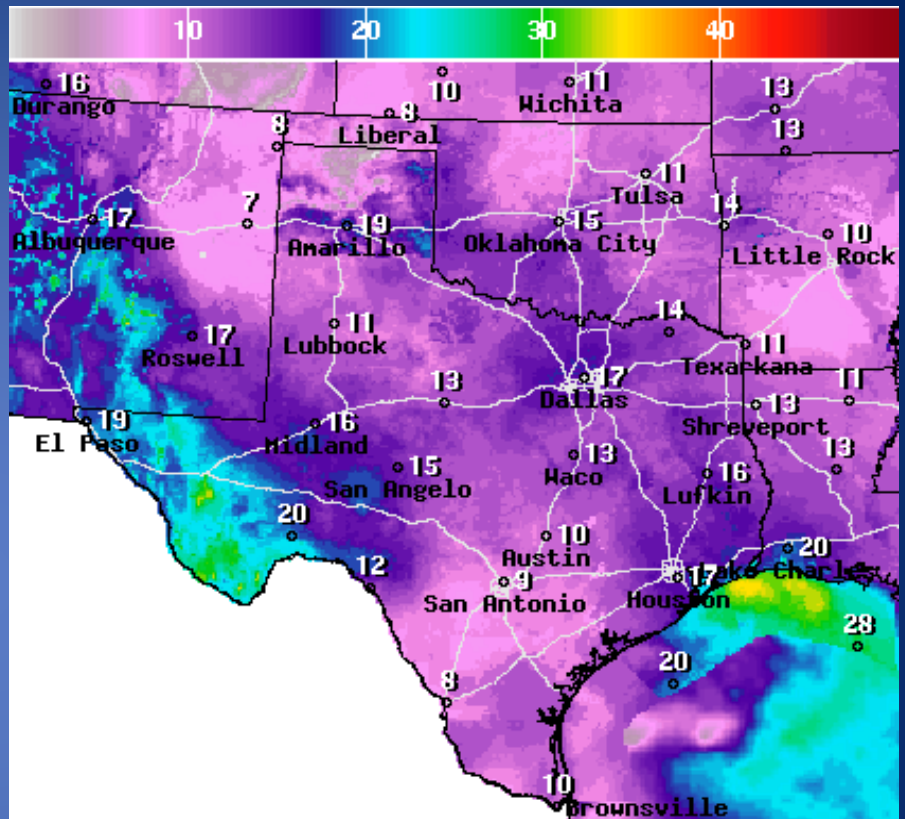 10 20 30 40
16 10 11 13
Durango Wichita
8 Liberal
8 13
11
Tulsa
17 7 19 15 14 10
Albuquerque Amarillo Oklahoma City Little Rock
17 11 14 11
Roswell Lubbock Texarkana
13 17 13 11
Dallas
19 16 Shreveport
El Paso Midland
15 13 16 13
San Angelo Waco Lufkin
20 10 20
Austin
12 9 17 Lake Charles
San Antonio Houston
28
8 20
10
Brownsville